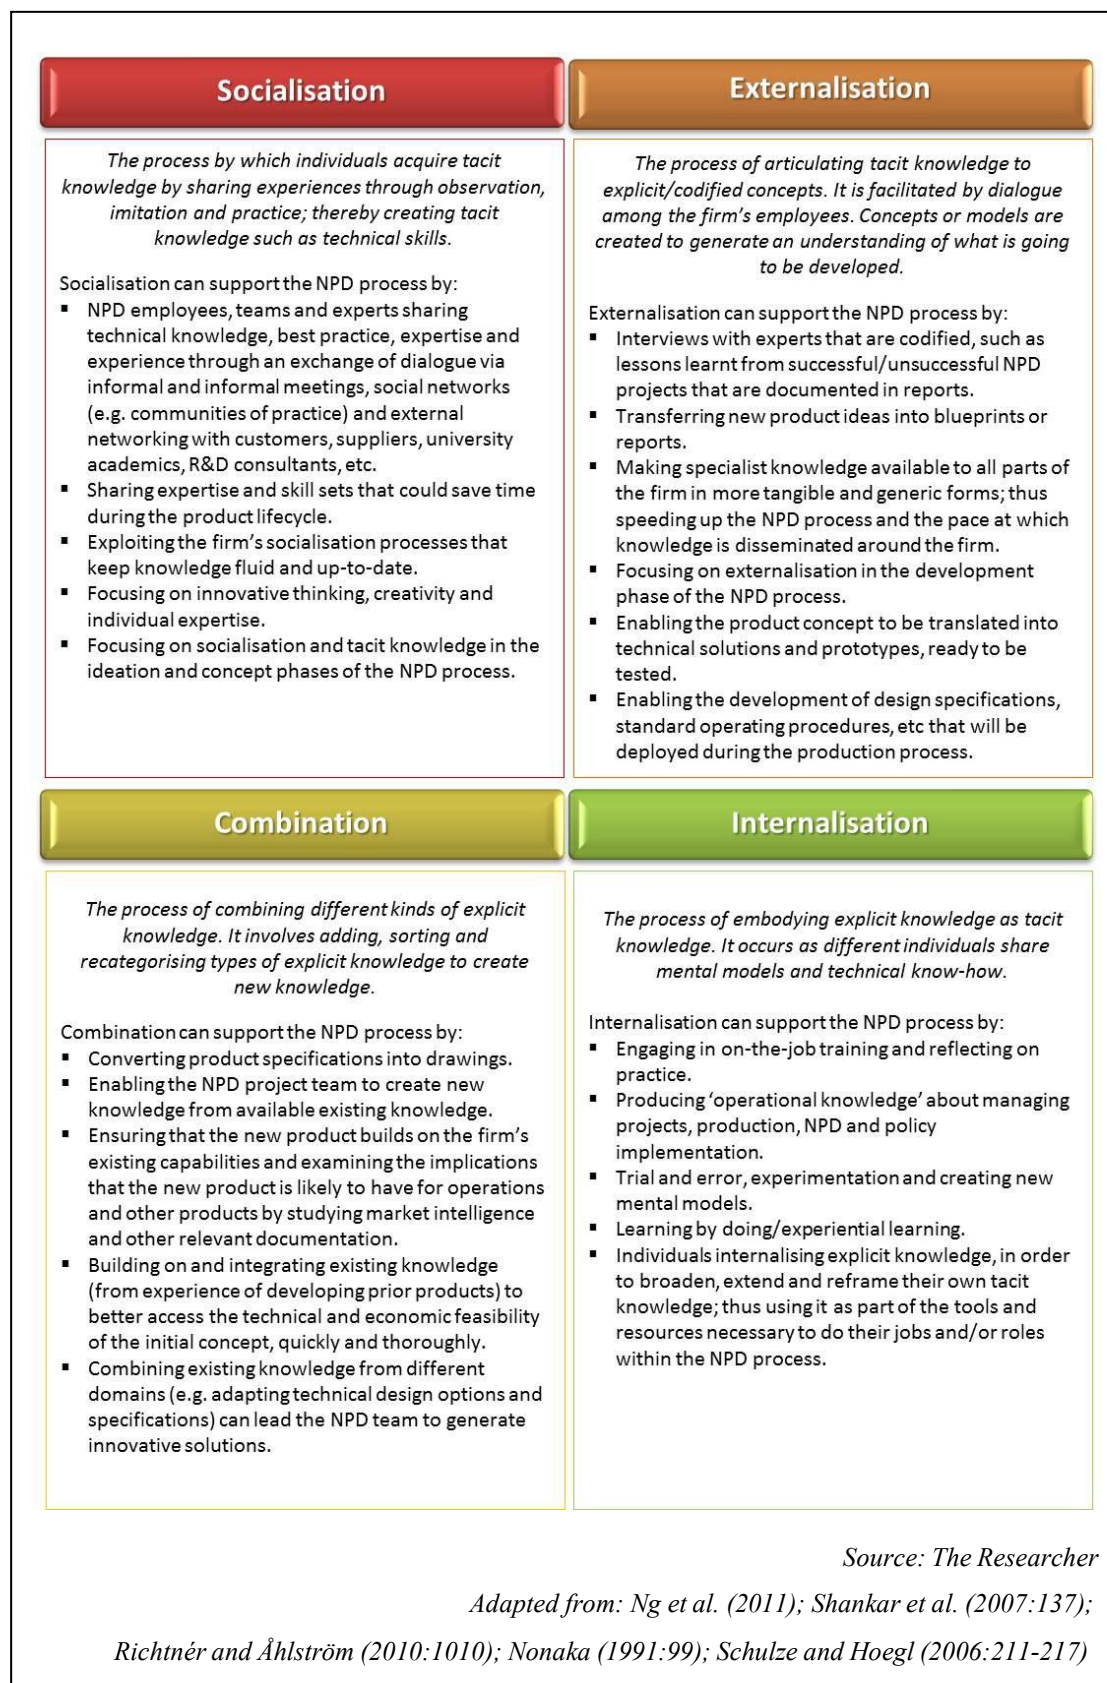 Socialisation
The process by which individuals acquire tacit
knowledge by sharing experiences through observation,
imitation and practice; thereby creating tacit
knowledge such as technical skills.
Socialisation can support the NPD process by:
▪ NPD employees, teams and experts sharing
technical knowledge, best practice, expertise and
experience through an exchange of dialogue via
informal and informal meetings, social networks
(e.g. communities of practice) and external
networking with customers, suppliers, university
academics, R&D consultants, etc.
▪ Sharing expertise and skill sets that could save time
during the product lifecycle.
▪ Exploiting the firm's socialisation processes that
keep knowledge fluid and up-to-date.
▪ Focusing on innovative thinking, creativity and
individual expertise.
▪ Focusing on socialisation and tacit knowledge in the
ideation and concept phases of the NPD process.
Externalisation
The process of articulating tacit knowledge to
explicit/codified concepts. It is facilitated by dialogue
among the firm's employees. Concepts or models are
created to generate an understanding of what is going
to be developed.
Externalisation can support the NPD process by:
▪ Interviews with experts that are codified, such as
lessons learnt from successful/unsuccessful NPD
projects that are documented in reports.
▪ Transferring new product ideas into blueprints or
reports.
▪ Making specialist knowledge available to all parts of
the firm in more tangible and generic forms; thus
speeding up the NPD process and the pace at which
knowledge is disseminated around the firm.
▪ Focusing on externalisation in the development
phase of the NPD process.
▪ Enabling the product concept to be translated into
technical solutions and prototypes, ready to be
tested.
▪ Enabling the development of design specifications,
standard operating procedures, etc that will be
deployed during the production process.
Combination
The process of combining different kinds of explicit
knowledge. It involves adding, sorting and
recategorising types of explicit knowledge to create
new knowledge.
Combination can support the NPD process by:
▪ Converting product specifications into drawings.
▪ Enabling the NPD project team to create new
knowledge from available existing knowledge.
▪ Ensuring that the new product builds on the firm's
existing capabilities and examining the implications
that the new product is likely to have for operations
and other products by studying market intelligence
and other relevant documentation.
▪ Building on and integrating existing knowledge
(from experience of developing prior products) to
better access the technical and economic feasibility
of the initial concept, quickly and thoroughly.
▪ Combining existing knowledge from different
domains (e.g. adapting technical design options and
specifications) can lead the NPD team to generate
innovative solutions.
Internalisation
The process of embodying explicit knowledge as tacit
knowledge. It occurs as different individuals share
mental models and technical know-how.
Internalisation can support the NPD process by:
▪ Engaging in on-the-job training and reflecting on
practice.
▪ Producing 'operational knowledge' about managing
projects, production, NPD and policy
implementation.
▪ Trial and error, experimentation and creating new
mental models.
▪ Learning by doing/experiential learning.
▪ Individuals internalising explicit knowledge, in order
to broaden, extend and reframe their own tacit
knowledge; thus using it as part of the tools and
resources necessary to do their jobs and/or roles
within the NPD process.
Source: The Researcher
Adapted from: Ng et al. (2011); Shankar et al. (2007:137);
Richtnér and Åhlström (2010:1010); Nonaka (1991:99); Schulze and Hoegl (2006:211-217)